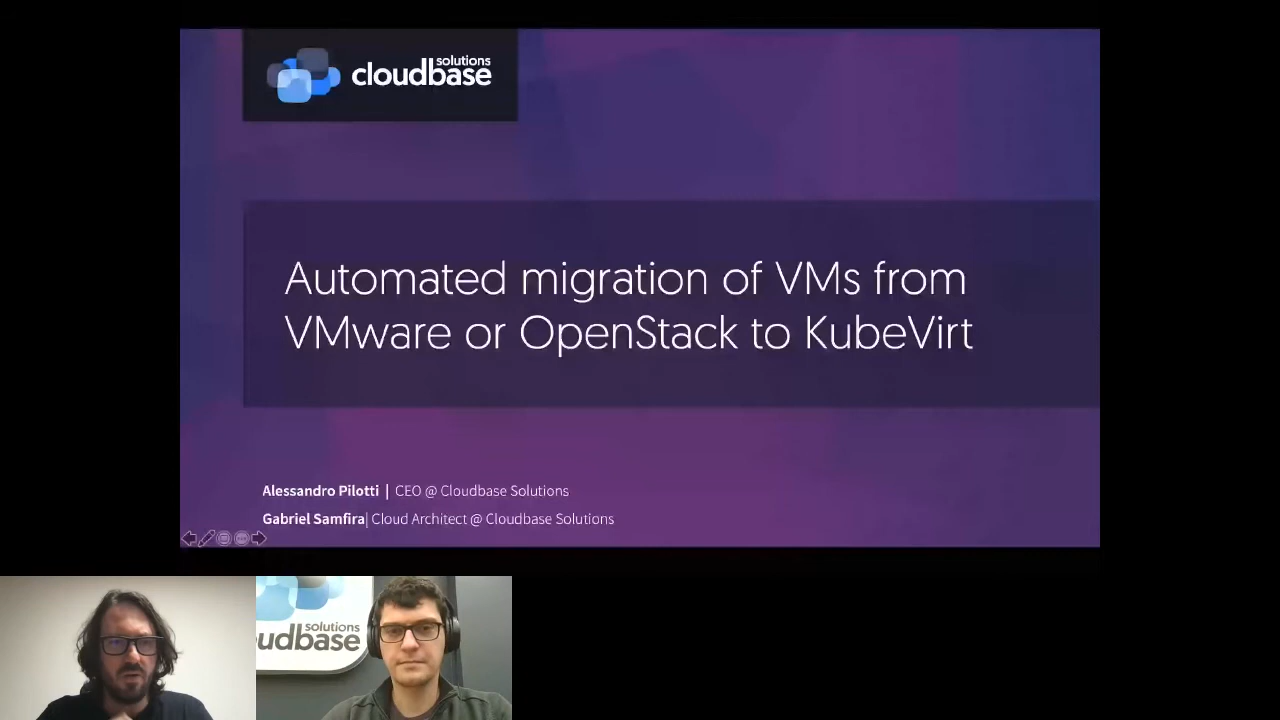 solutions
cloudbase
Automated migration of VMs from
VMware or OpenStack to KubeVirt
Alessandro Pilotti | CEO @ Cloudbase Solutions
Gabriel Samfira| Cloud Architect @ Cloudbase Solutions
solutions
oudbase